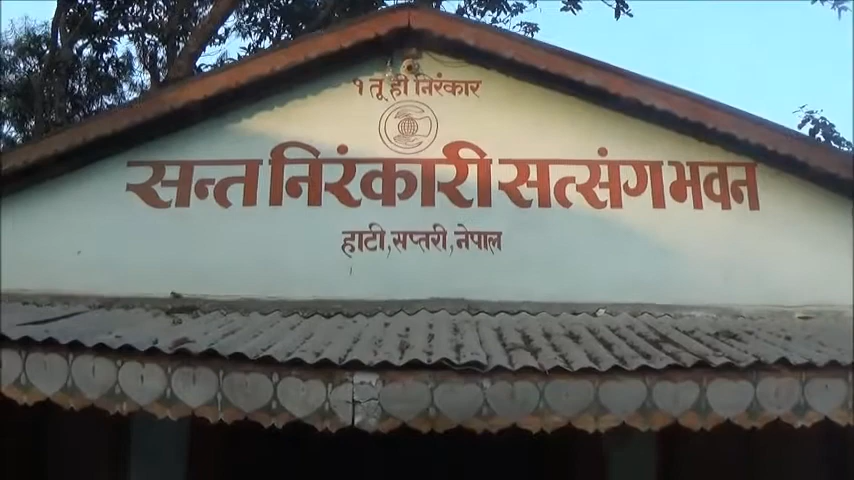 १ तू ही निरंकार
सन्त निरंकारी सत्संग भवन
हाटी, सप्तरी, नेपाल